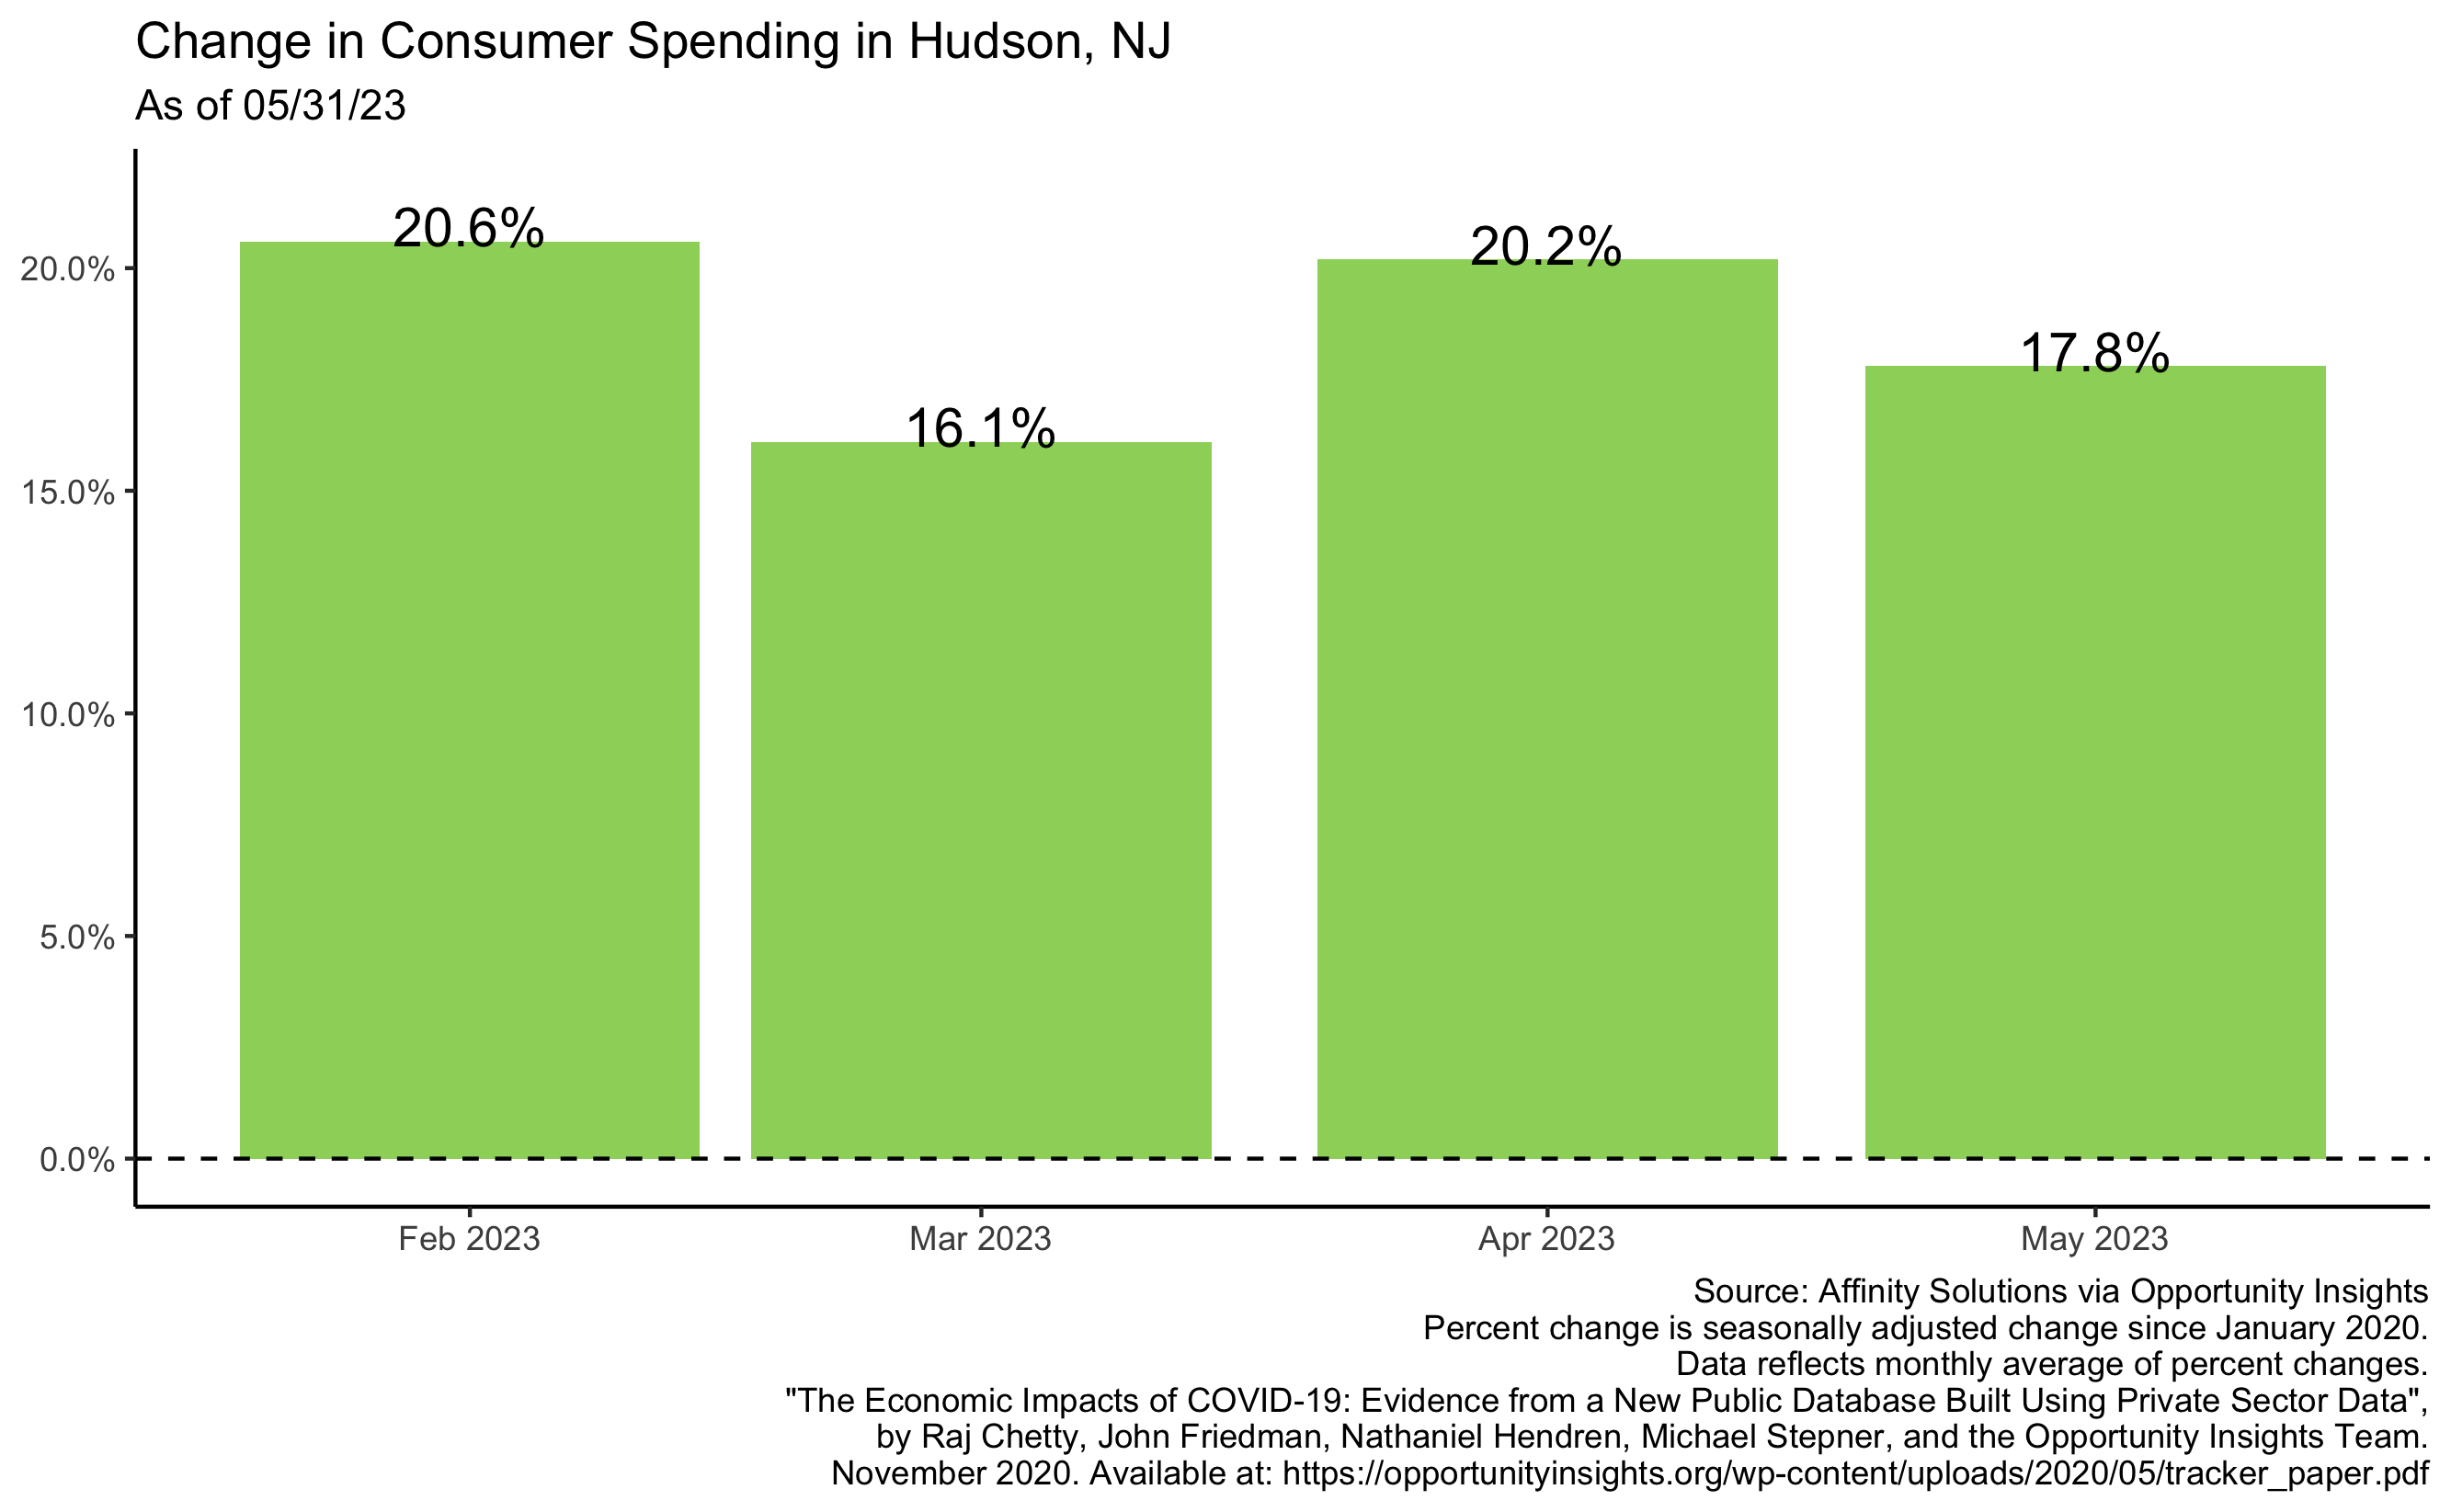 Change in Consumer Spending in Hudson, NJ
As of 05/31/23
20.6%
16.1%
20.2%
17.8%
20.0%
15.0%
10.0%
5.0%
0.0%
Feb 2023
Mar 2023
Apr 2023
May 2023
Source: Affinity Solutions via Opportunity Insights
Percent change is seasonally adjusted change since January 2020.
Data reflects monthly average of percent changes.
"The Economic Impacts of COVID-19: Evidence from a New Public Database Built Using Private Sector Data",
by Raj Chetty, John Friedman, Nathaniel Hendren, Michael Stepner, and the Opportunity Insights Team.
November 2020. Available at: https://opportunityinsights.org/wp-content/uploads/2020/05/tracker_paper.pdf